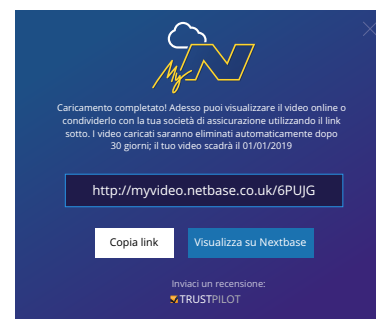 My N
Caricamento completato! Adesso puoi visualizzare il video online o
condividerlo con la tua società di assicurazione utilizzando il link
sotto. I video caricati saranno eliminati automaticamente dopo
30 giorni; il tuo video scadrà il 01/01/2019
http://myvideo.netbase.co.uk/6PUJG
Copia link
Visualizza su Nextbase
Inviaci un recensione:
TRUSTPILOT